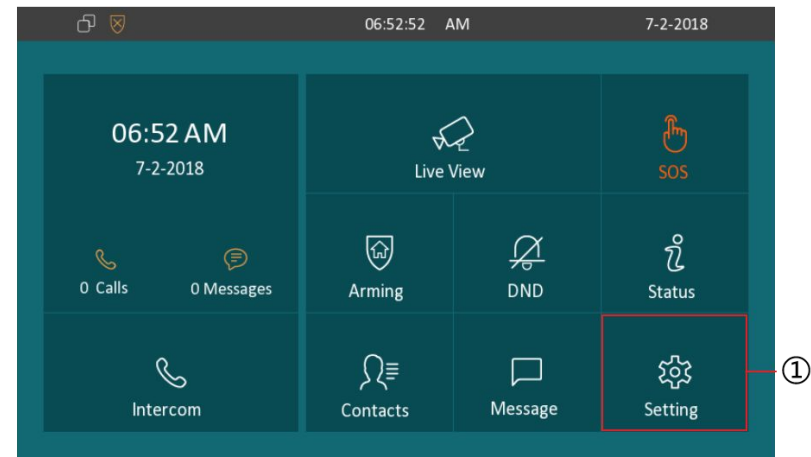 06:52:52 AM 7-2-2018
06:52 AM
7-2-2018
0 Calls 0 Messages
Live View
SOS
Arming DND Status
Intercom Contacts Message Setting
①